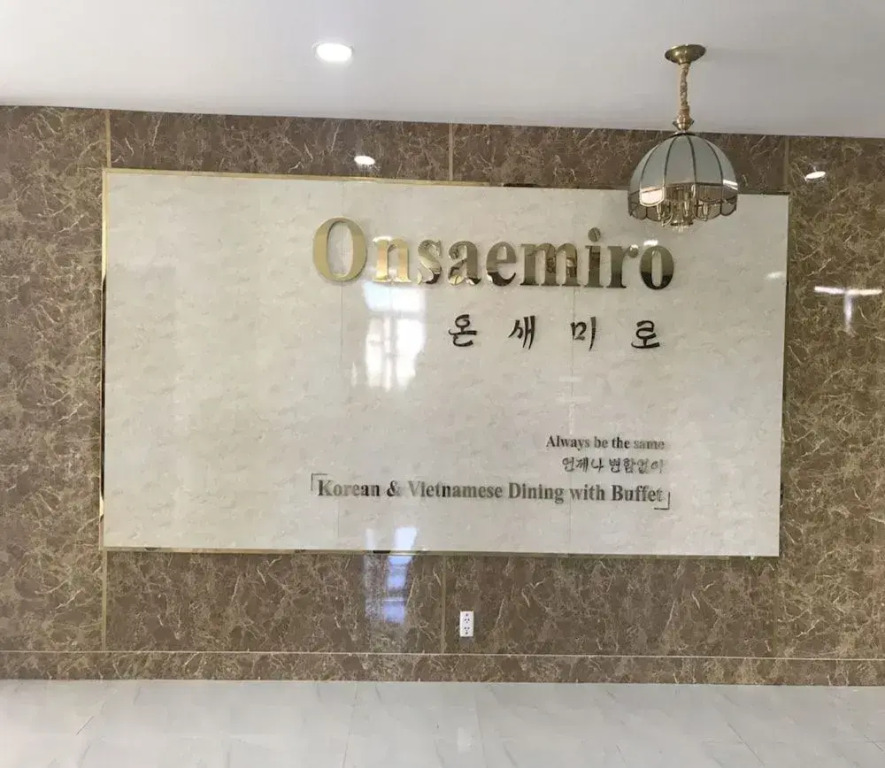 Onsaemiro
온새미로
Always be the same
언제나 변함없이
「Korean & Vietnamese Dining with Buffet」